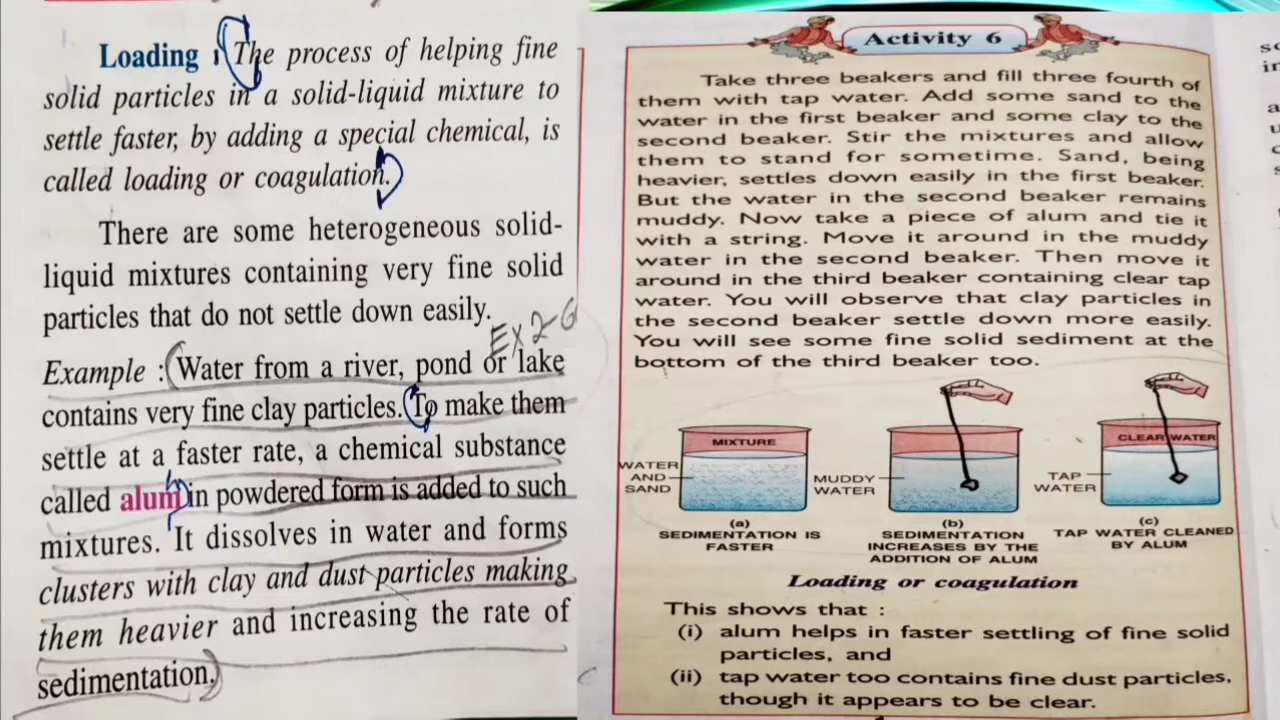 Loading : The process of helping fine
solid particles in a solid-liquid mixture to
settle faster, by adding a special chemical, is
called loading or coagulation.
There are some heterogeneous solid-
liquid mixtures containing very fine solid
particles that do not settle down easily.
Ex 2-G
Example : Water from a river, pond or lake
contains very fine clay particles. To make them
settle at a faster rate, a chemical substance
called alum in powdered form is added to such
mixtures. It dissolves in water and forms
clusters with clay and dust particles making
them heavier and increasing the rate of
sedimentation.
Activity 6
Take three beakers and fill three fourth of
them with tap water. Add some sand to the
water in the first beaker and some clay to the
second beaker. Stir the mixtures and allow
them to stand for sometime. Sand, being
heavier, settles down easily in the first beaker.
But the water in the second beaker remains
muddy. Now take a piece of alum and tie it
with a string. Move it around in the muddy
water in the second beaker. Then move it
around in the third beaker containing clear tap
water. You will observe that clay particles in
the second beaker settle down more easily.
You will see some fine solid sediment at the
bottom of the third beaker too.
MIXTURE
WATER
AND
SAND
(a)
SEDIMENTATION IS
FASTER
MUDDY
WATER
(b)
SEDIMENTATION
INCREASES BY THE
ADDITION OF ALUM
CLEAR WATER
TAP
WATER
(c)
TAP WATER CLEANED
BY ALUM
Loading or coagulation
This shows that :
(i) alum helps in faster settling of fine solid
particles, and
(ii) tap water too contains fine dust particles,
though it appears to be clear.